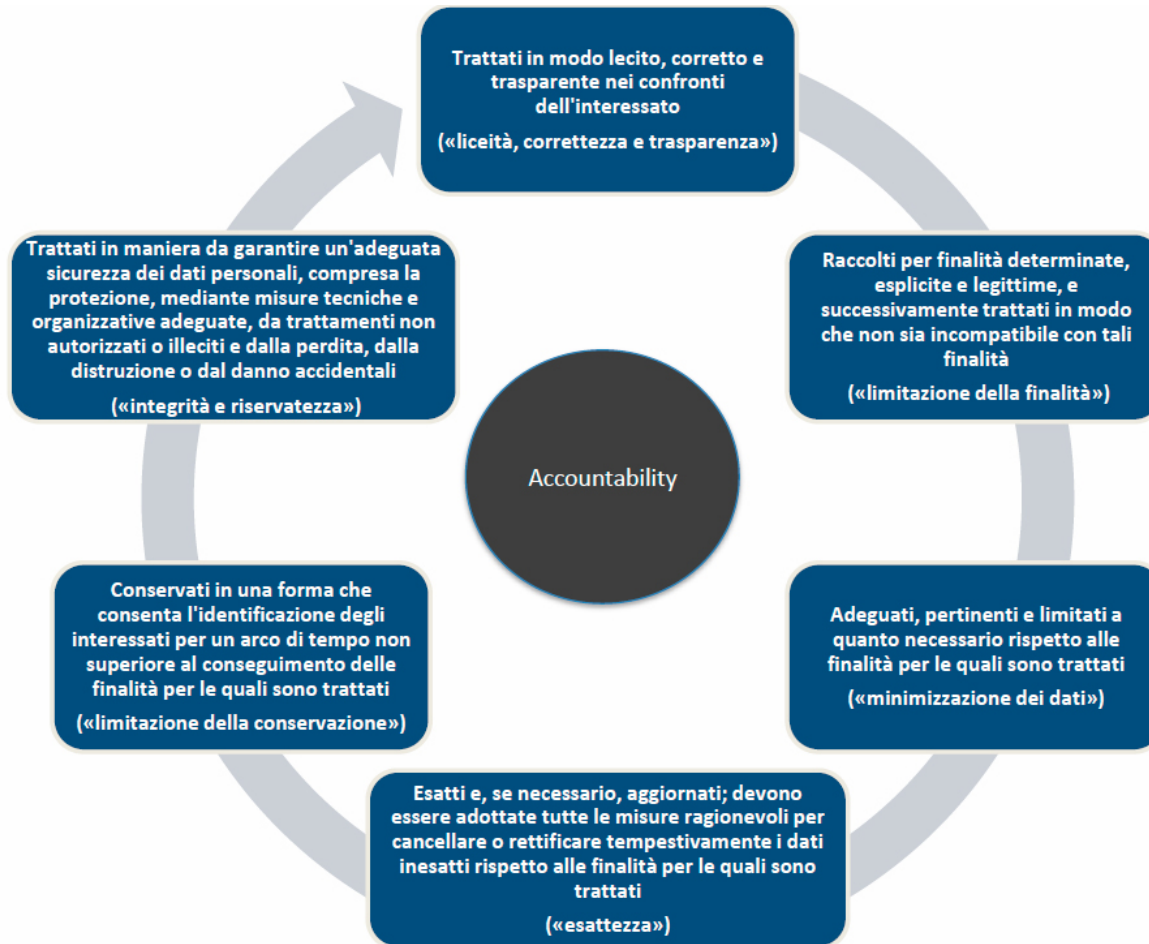 Trattati in modo lecito, corretto e
trasparente nei confronti
dell'interessato
(«liceità, correttezza e trasparenza»)
Raccolti per finalità determinate,
esplicite e legittime, e
successivamente trattati in modo
che non sia incompatibile con tali
finalità
(«limitazione della finalità»)
Adeguati, pertinenti e limitati a
quanto necessario rispetto alle
finalità per le quali sono trattati
(«minimizzazione dei dati»)
Esatti e, se necessario, aggiornati; devono
essere adottate tutte le misure ragionevoli per
cancellare o rettificare tempestivamente i dati
inesatti rispetto alle finalità per le quali sono
trattati
(«esattezza»)
Conservati in una forma che
consenta l'identificazione degli
interessati per un arco di tempo non
superiore al conseguimento delle
finalità per le quali sono trattati
(«limitazione della conservazione»)
Trattati in maniera da garantire un'adeguata
sicurezza dei dati personali, compresa la
protezione, mediante misure tecniche e
organizzative adeguate, da trattamenti non
autorizzati o illeciti e dalla perdita, dalla
distruzione o dal danno accidentali
(«integrità e riservatezza»)
Accountability